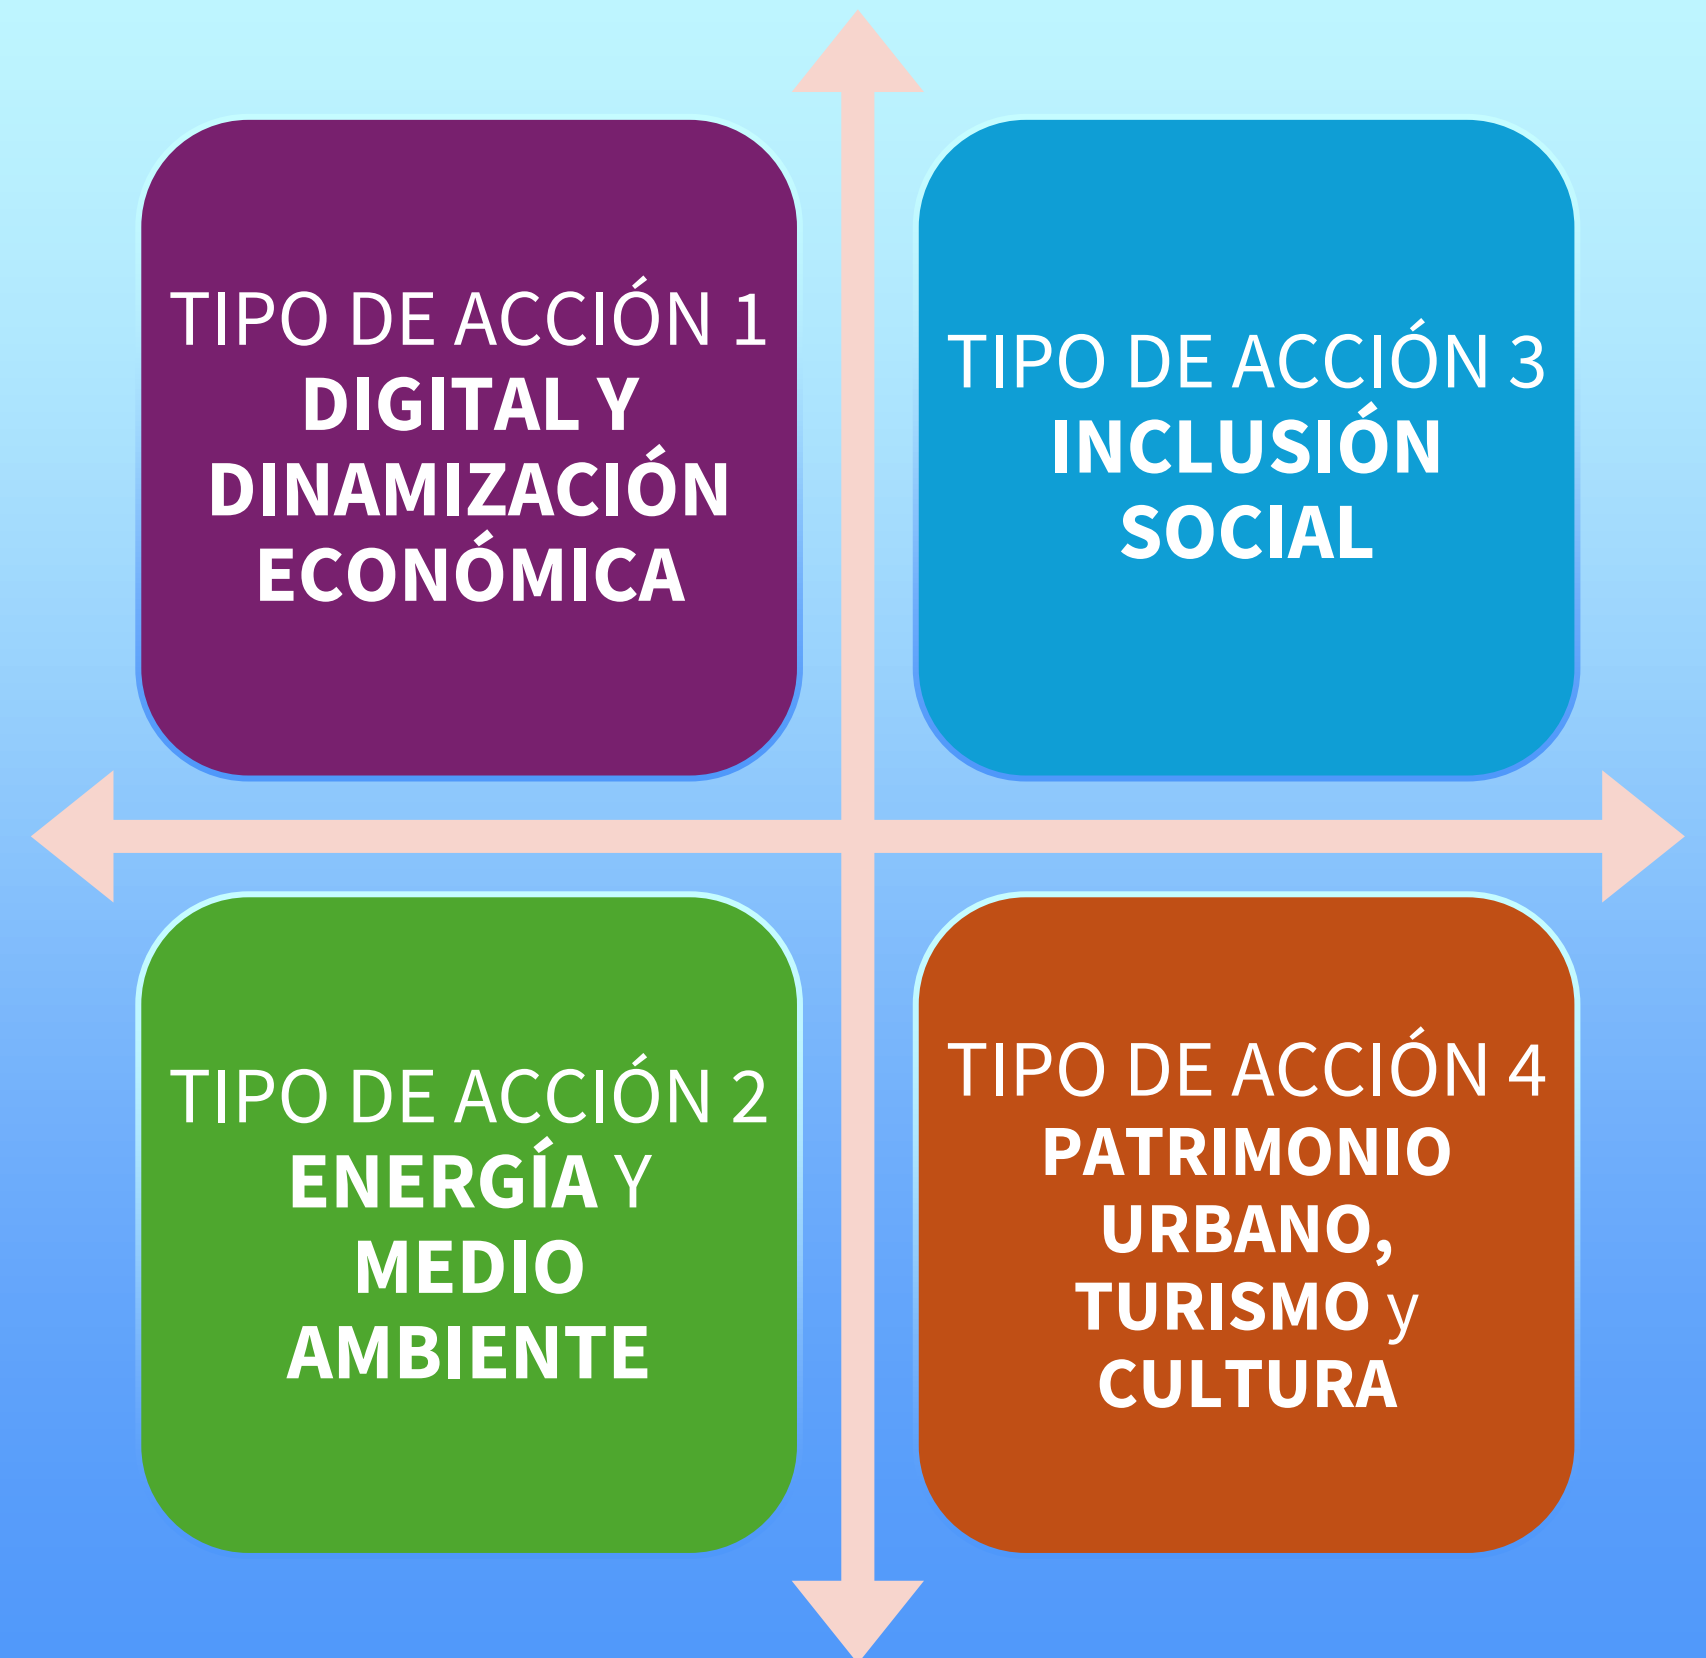 TIPO DE ACCIÓN 1
DIGITAL Y
DINAMIZACIÓN
ECONÓMICA
TIPO DE ACCIÓN 3
INCLUSIÓN
SOCIAL
TIPO DE ACCIÓN 2
ENERGÍA Y
MEDIO
AMBIENTE
TIPO DE ACCIÓN 4
PATRIMONIO
URBANO,
TURISMO y
CULTURA